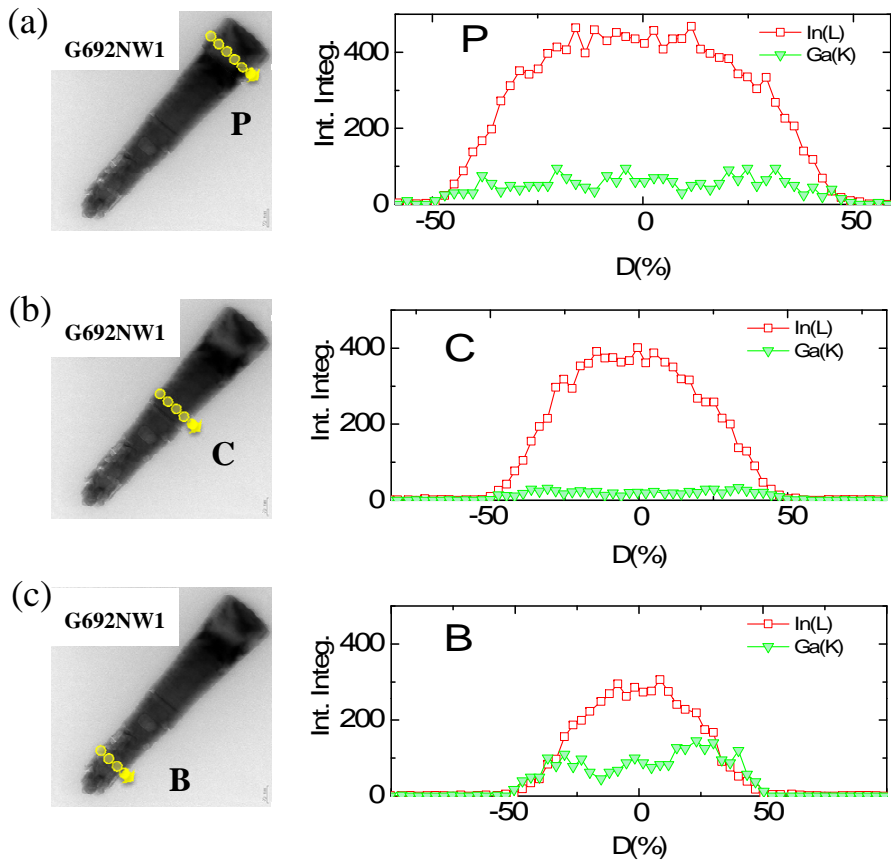 (a)
G692NW1
P
P
In(L)
Ga(K)
Int. Integ.
400
200
0
-50
0
50
D(%)
(b)
G692NW1
C
C
In(L)
Ga(K)
Int. Integ.
400
200
0
-50
0
50
D(%)
(c)
G692NW1
B
B
In(L)
Ga(K)
Int. Integ.
400
200
0
-50
0
50
D(%)